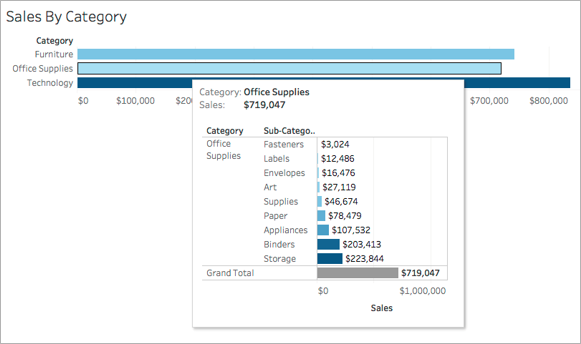 Sales By Category
Category
Furniture
Office Supplies
Technology
$0 $100,000 $20 $700,000 $800,000
Category: Office Supplies
Sales: $719,047
Category Sub-Catego..
Office Supplies Fasteners $3,024
Labels $12,486
Envelopes $16,476
Art $27,119
Supplies $46,674
Paper $78,479
Appliances $107,532
Binders $203,413
Storage $223,844
Grand Total $719,047
$0 $1,000,000
Sales